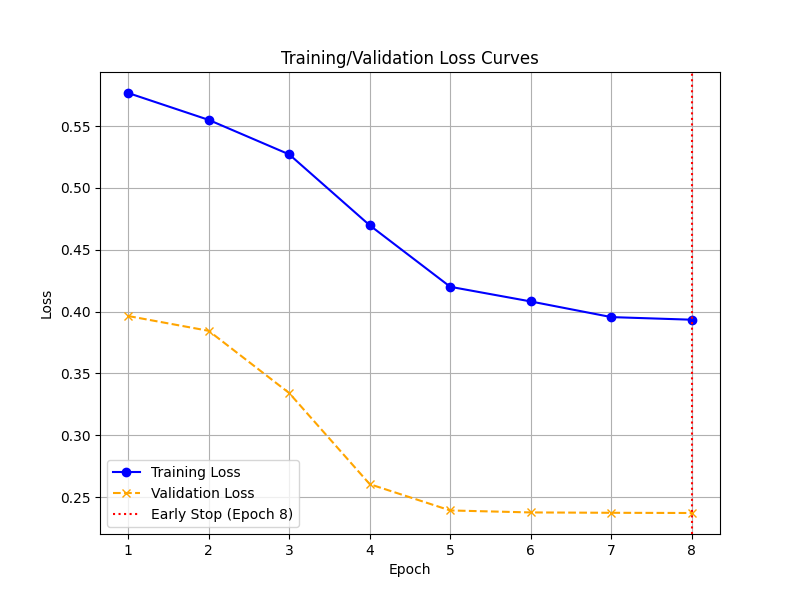 Training/Validation Loss Curves
0.55
0.50
0.45
0.40
0.35
0.30
0.25
Loss
Training Loss
Validation Loss
Early Stop (Epoch 8)
1 2 3 4 5 6 7 8
Epoch